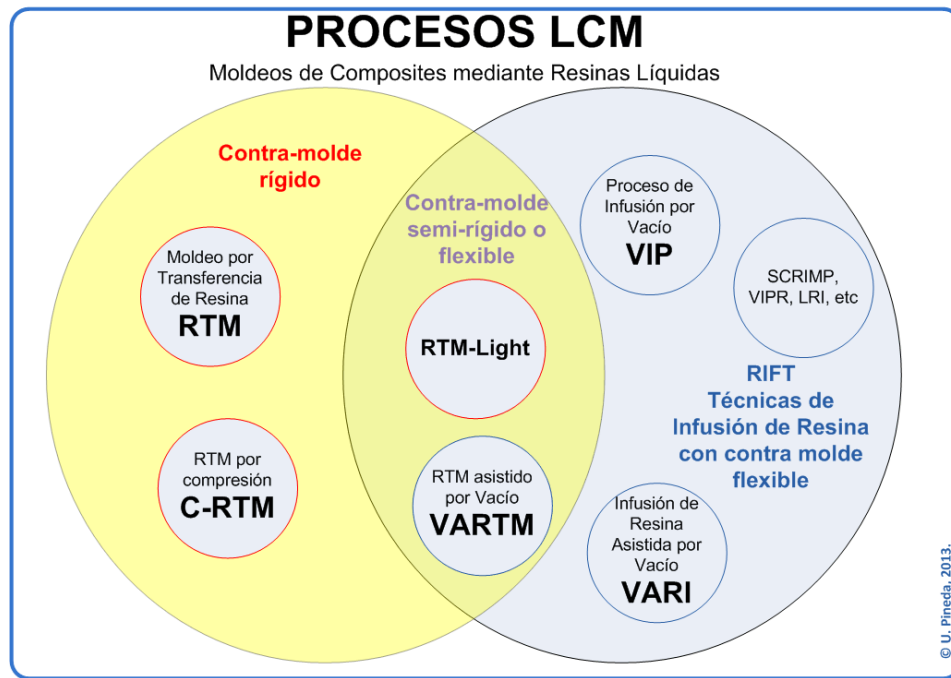 PROCESOS LCM
Moldeos de Composites mediante Resinas Líquidas
Contra-molde
rígido
Moldeo por
Transferencia
de Resina
RTM
RTM por
compresión
C-RTM
Contra-molde
semi-rígido o
flexible
RTM-Light
RTM asistido
por Vacío
VARTM
Proceso de
Infusión por
Vacío
VIP
SCRIMP,
VIPR, LRI, etc
RIFT
Técnicas de
Infusión de Resina
con contra molde
flexible
Infusión de
Resina
Asistida por
Vacío
VARI
© U. Pineda, 2013.